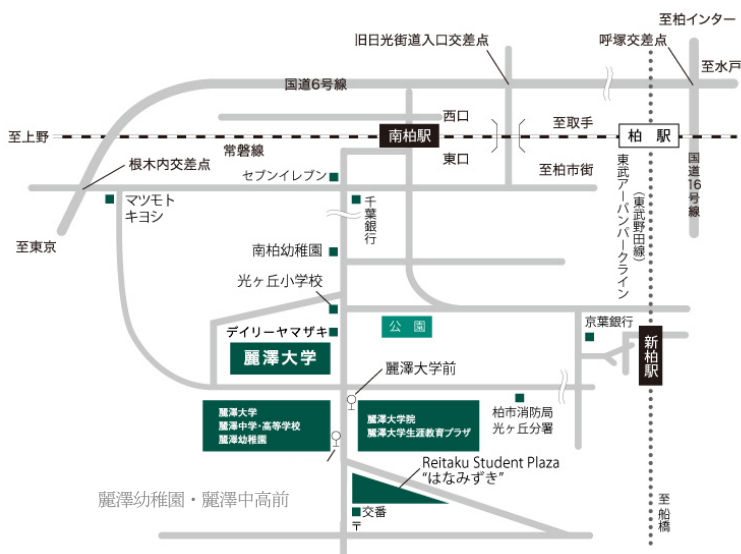 至柏インター
旧日光街道入口交差点
呼塚交差点
至水戸
国道6号線
西口
至取手
至上野
南柏駅
柏 駅
常磐線
東口
根木内交差点
セブンイレブン
至柏市街
国道16号線
マツモト
キヨシ
千葉銀行
東武アーバンパークライン
(東武野田線)
至東京
南柏幼稚園
光ヶ丘小学校
デイリーヤマザキ
公 園
京葉銀行
新柏駅
麗澤大学
麗澤大学前
麗澤大学
麗澤中学・高等学校
麗澤幼稚園
麗澤大学院
麗澤大学生涯教育プラザ
柏市消防局
光ヶ丘分署
Reitaku Student Plaza
“はなみずき”
麗澤幼稚園・麗澤中高前
交番
〒
至船橋